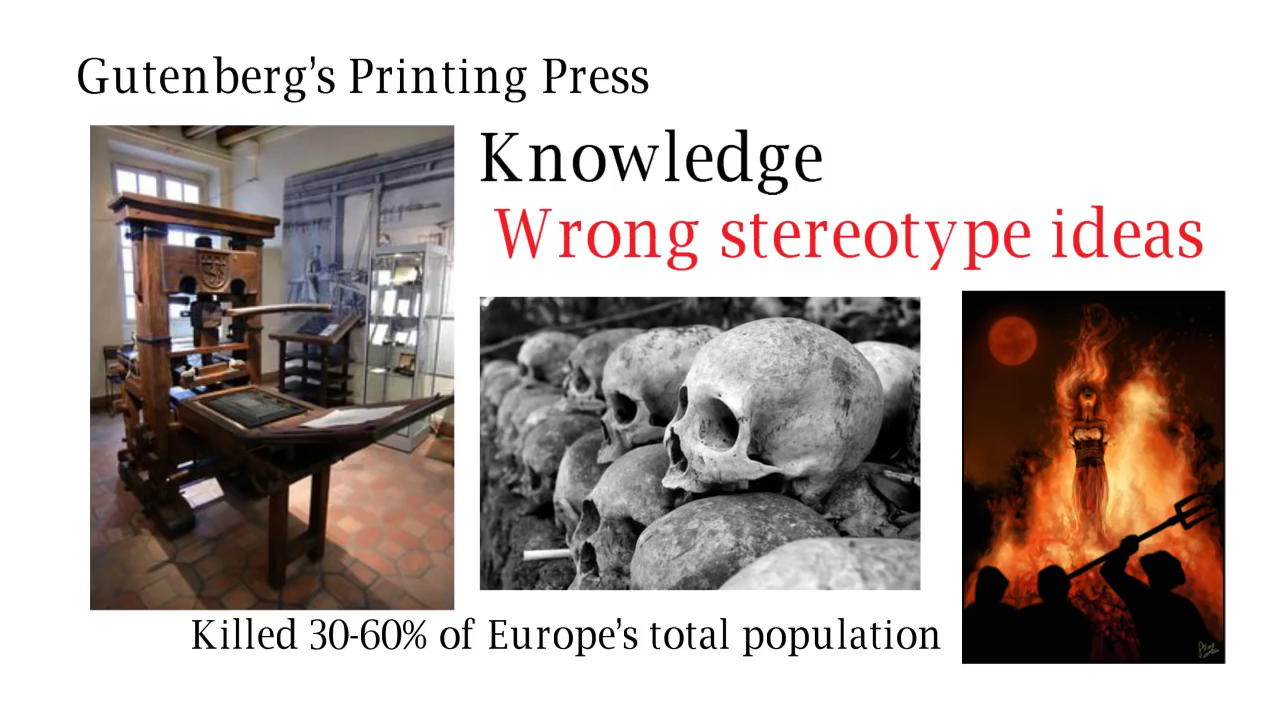 Gutenberg's Printing Press
Knowledge
Wrong stereotype ideas
Killed 30-60% of Europe's total population